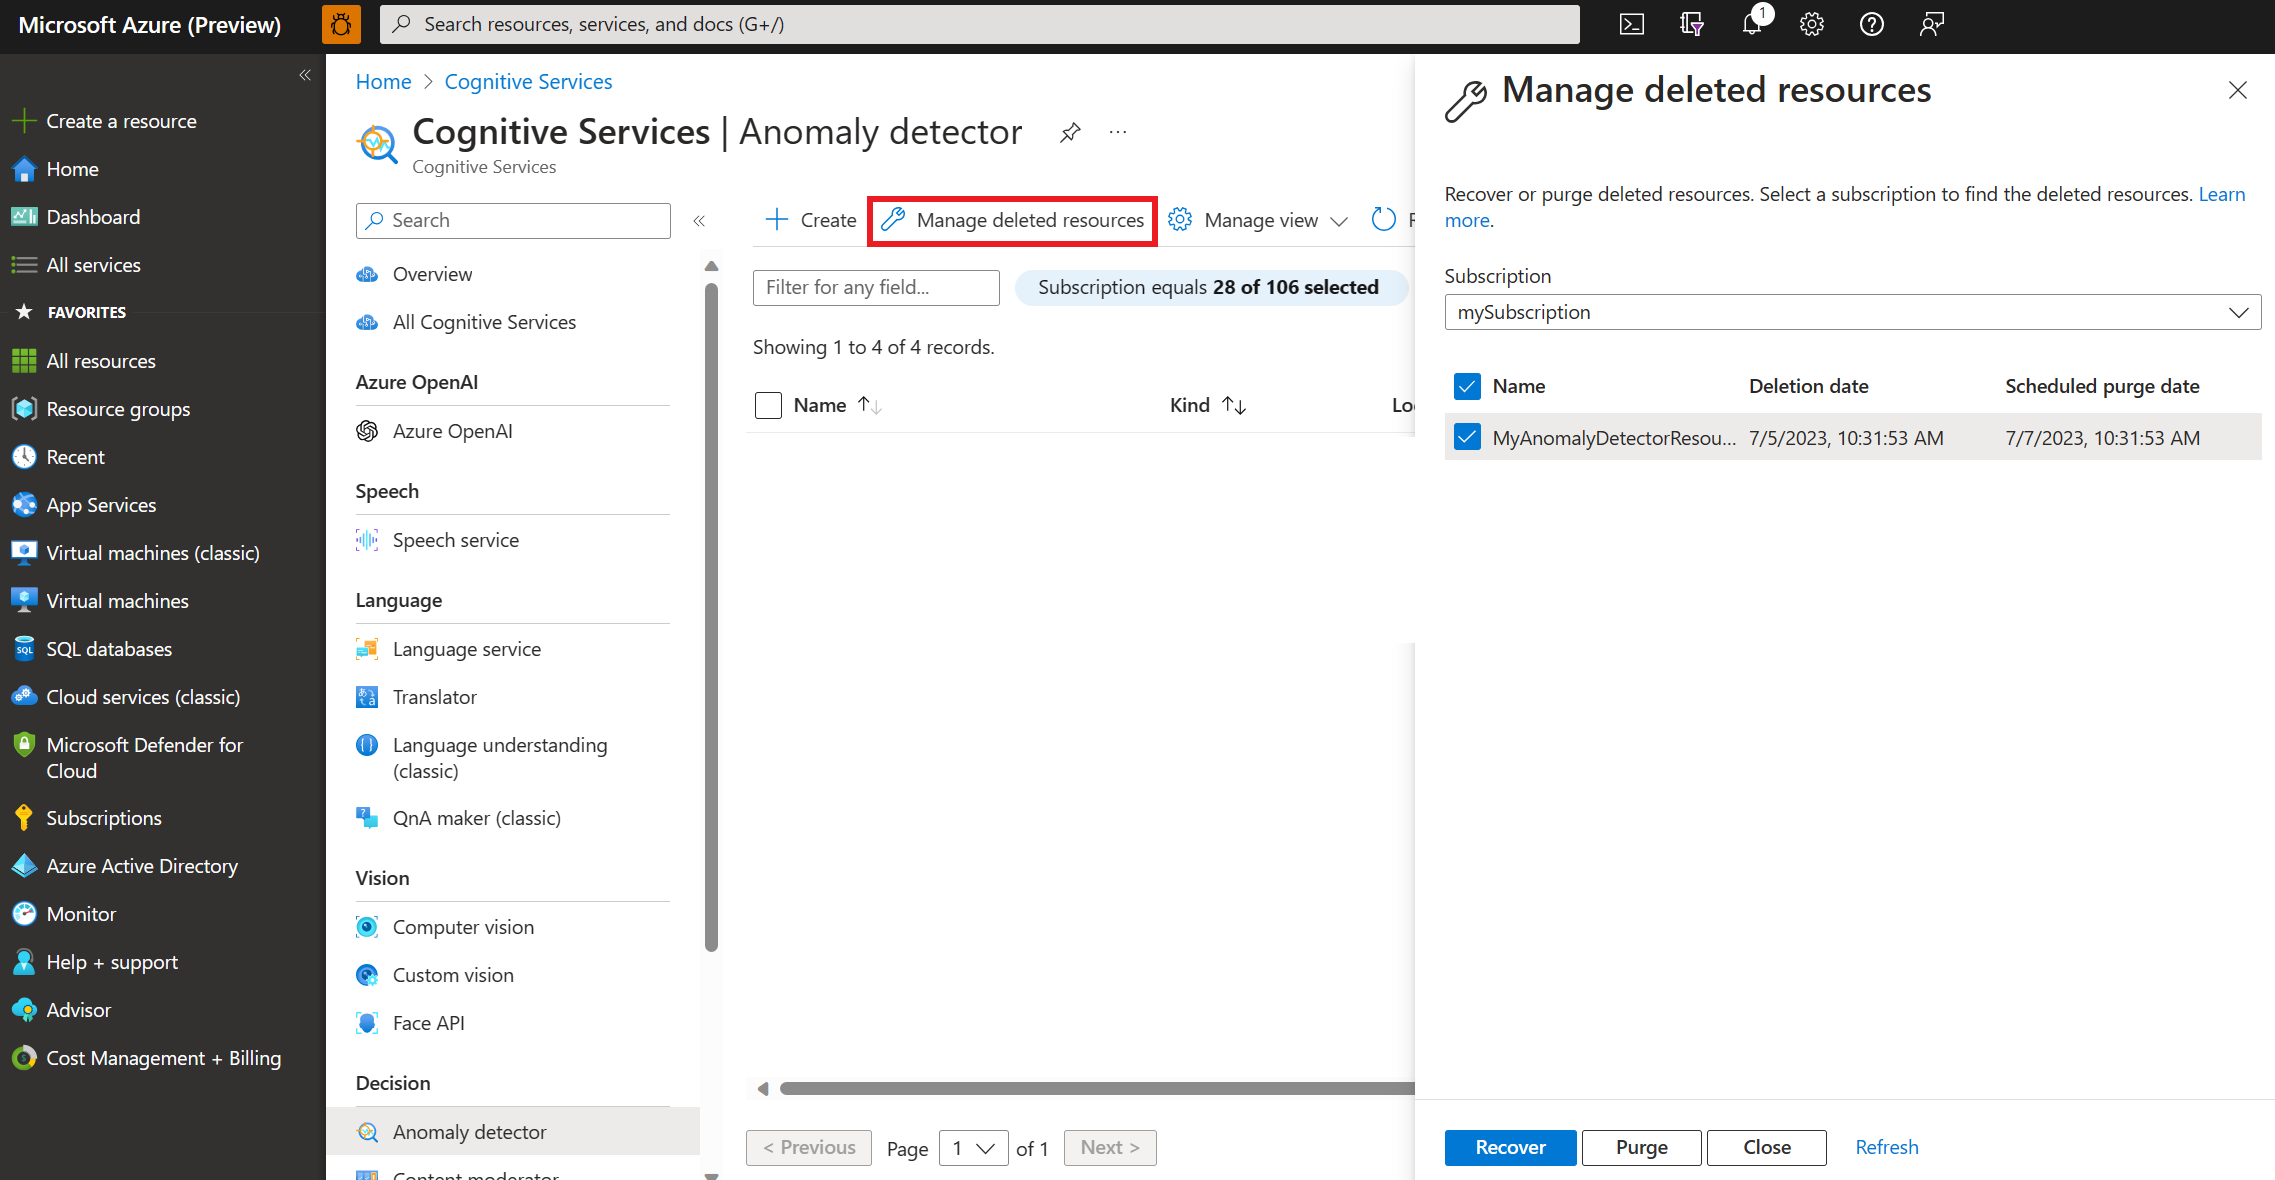 Microsoft Azure (Preview)
Search resources, services, and docs (G+/)
1
Create a resource
Home
Dashboard
All services
FAVORITES
All resources
Resource groups
Recent
App Services
Virtual machines (classic)
Virtual machines
SQL databases
Cloud services (classic)
Microsoft Defender for
Cloud
Subscriptions
Azure Active Directory
Monitor
Help + support
Advisor
Cost Management + Billing
Home > Cognitive Services
Cognitive Services | Anomaly detector
Cognitive Services
Search
Overview
All Cognitive Services
Azure OpenAI
Azure OpenAI
Speech
Speech service
Language
Language service
Translator
Language understanding
(classic)
QnA maker (classic)
Vision
Computer vision
Custom vision
Face API
Decision
Anomaly detector
Content moderator
Create
Manage deleted resources
Manage view
Filter for any field...
Subscription equals 28 of 106 selected
Showing 1 to 4 of 4 records.
Name Kind
< Previous Page 1 of 1 Next >
Manage deleted resources
Recover or purge deleted resources. Select a subscription to find the deleted resources. Learn
more.
Subscription
mySubscription
Name Deletion date Scheduled purge date
MyAnomalyDetectorResou... 7/5/2023, 10:31:53 AM 7/7/2023, 10:31:53 AM
Recover Purge Close Refresh